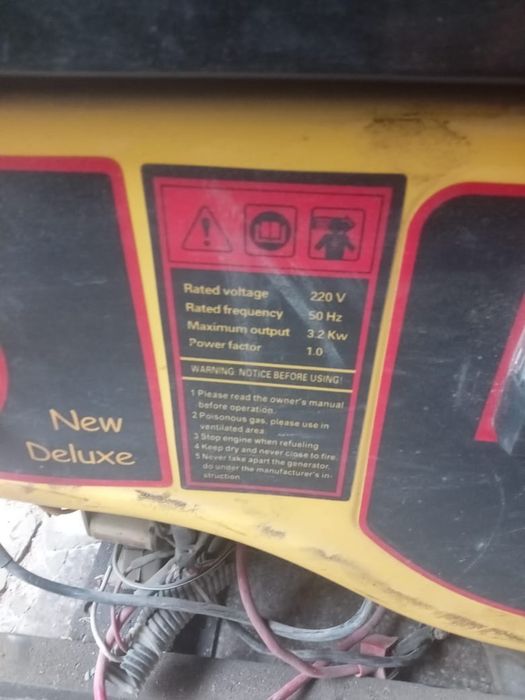 Rated voltage 220 V
Rated frequency 50 Hz
Maximum output 3.2 Kw
Power factor 1.0
WARNING NOTICE BEFORE USING!
1 Please read the owner's manual
before operation.
2 Poisonous gas, please use in
ventilated area.
3 Stop engine when refueling
4 Keep dry and never close to fire.
5 Never take apart the generator,
do under the manufacturer's in-
struction.
New
Deluxe